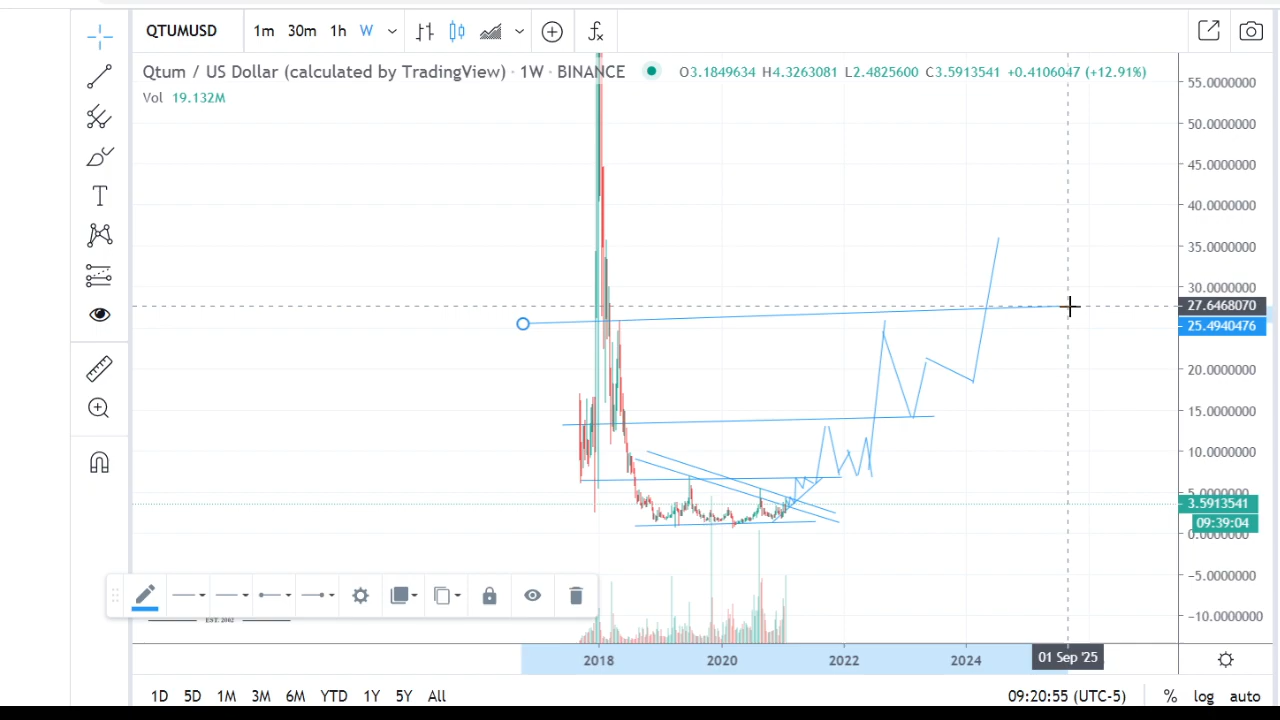 QTUMUSD 1m 30m 1h W
Qtum / US Dollar (calculated by TradingView) · 1W · BINANCE O3.1849634 H4.3263081 L2.4825600 C3.5913541 +0.4106047 (+12.91%)
Vol 19.132M
55.0000000
50.0000000
45.0000000
40.0000000
35.0000000
30.0000000
27.6468070
25.4940476
20.0000000
15.0000000
10.0000000
5.0000000
3.5913541
09:39:04
0.0000000
−5.0000000
−10.0000000
EST. 2002
2018 2020 2022 2024 01 Sep '25
1D 5D 1M 3M 6M YTD 1Y 5Y All 09:20:55 (UTC-5) % log auto